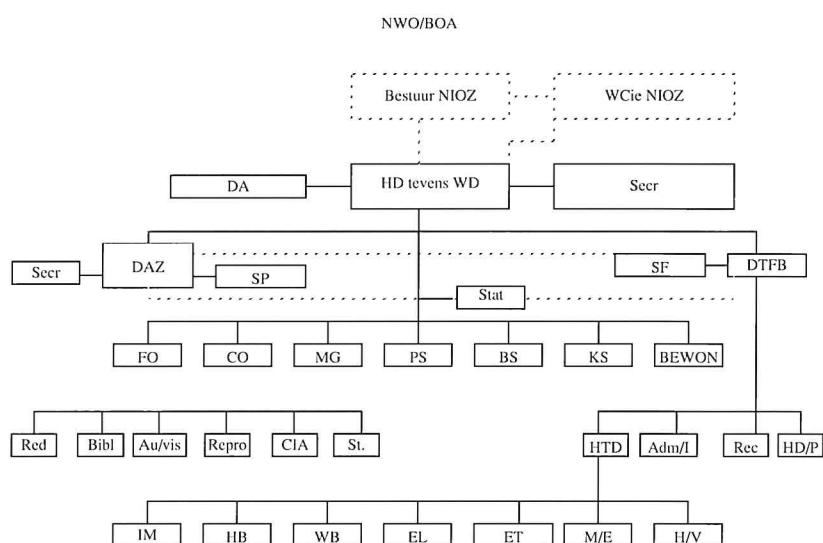 NWO/BOA
Bestuur NIOZ WCie NIOZ
DA HD tevens WD Secr
Secr DAZ SP SF DTFB
Stat
FO CO MG PS BS KS BEWON
Red Bibl Au/vis Repro CIA St. HTD Adm/I Rec HD/P
IM HB WB EL ET M/E H/V